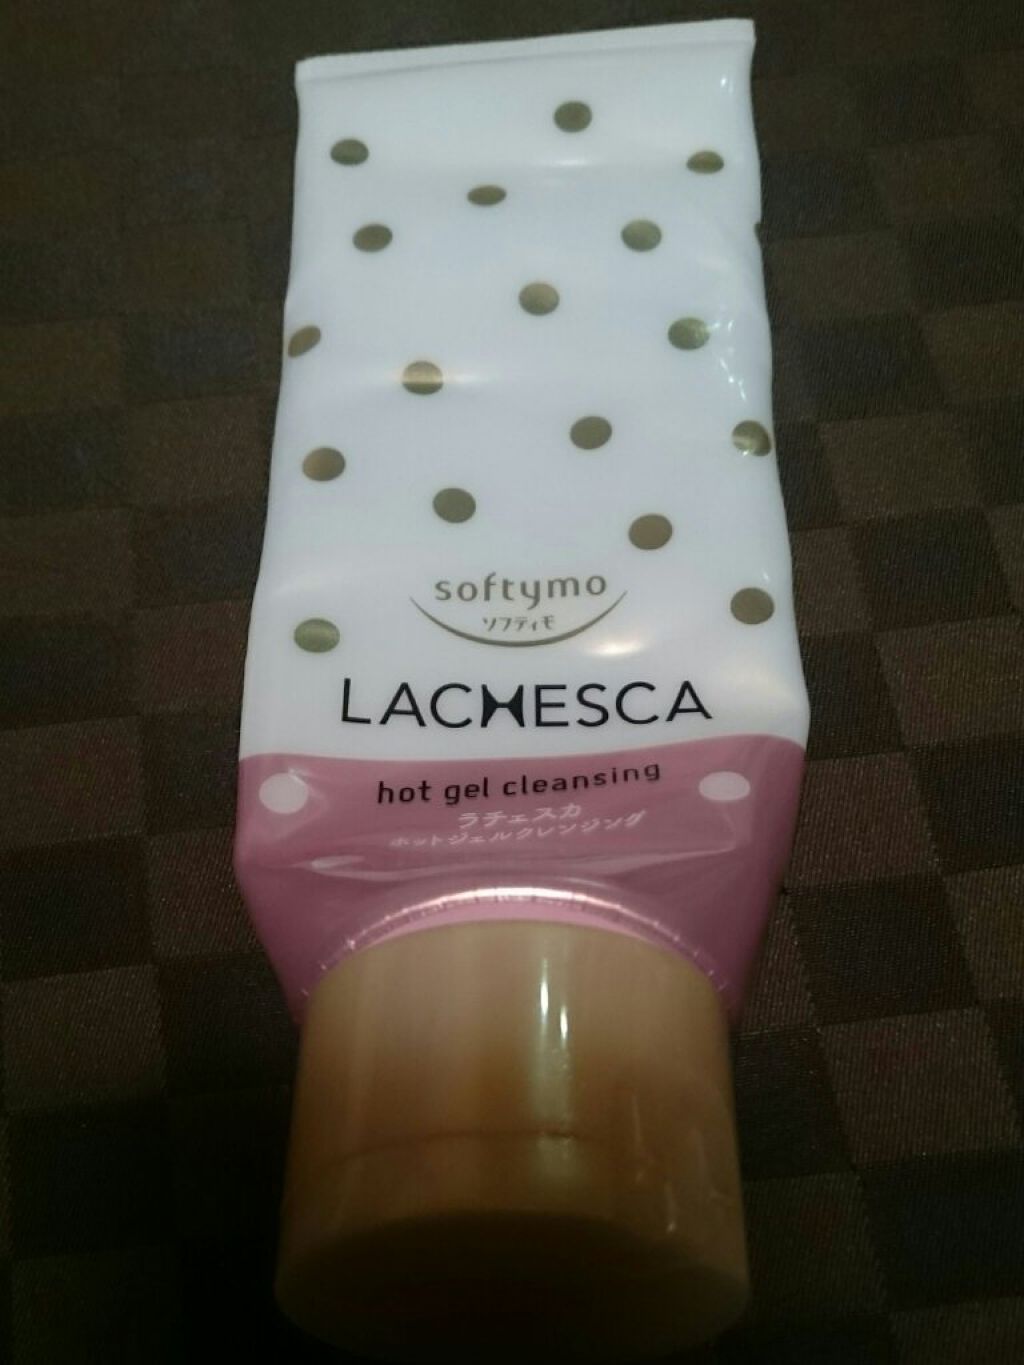 softymo
ソフティモ
LACHESCA
hot gel cleansing
ラチェスカ
ホットジェルクレンジング